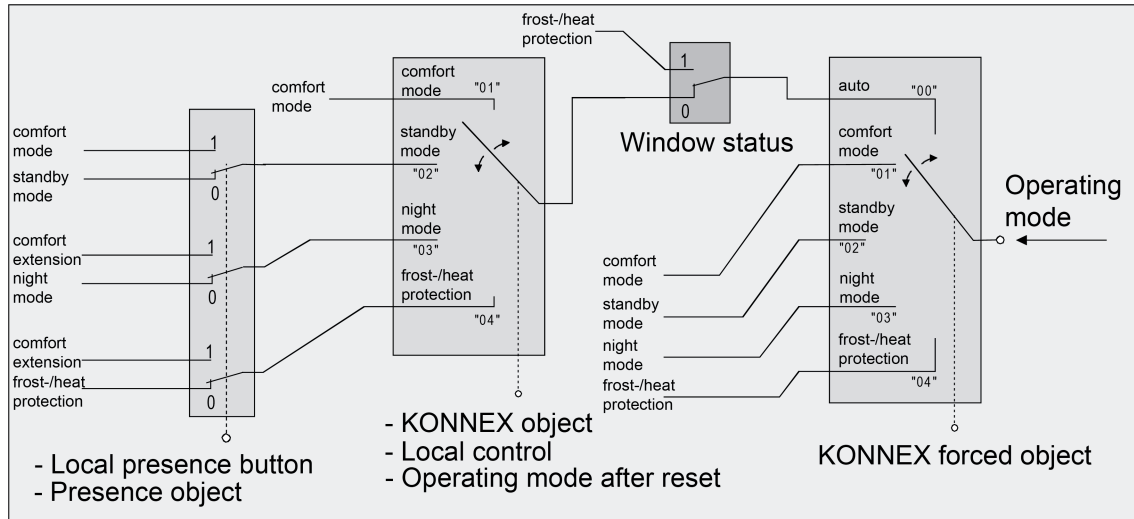 comfort
mode
standby
mode
comfort
extension
night
mode
comfort
extension
frost-/heat
protection
1
0
1
0
1
0
- Local presence button
- Presence object
comfort
mode
comfort
mode
"01"
standby
mode
"02"
night
mode
"03"
frost-/heat
protection
"04"
- KONNEX object
- Local control
- Operating mode after reset
frost-/heat
protection
1
0
Window status
comfort
mode
standby
mode
night
mode
frost-/heat
protection
auto
"00"
comfort
mode
"01"
standby
mode
"02"
night
mode
"03"
frost-/heat
protection
"04"
KONNEX forced object
Operating
mode